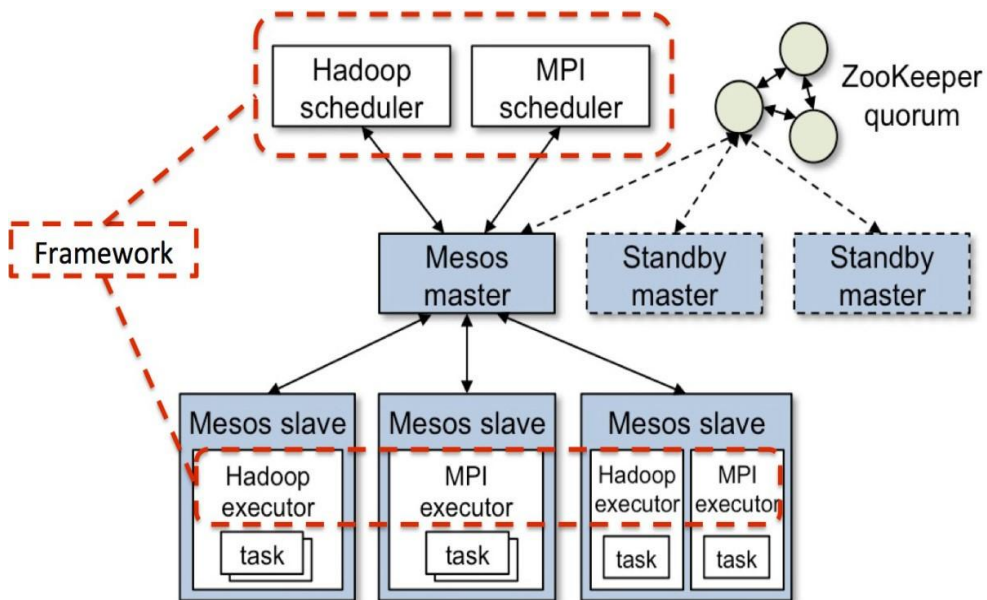 Hadoop
scheduler
MPI
scheduler
ZooKeeper
quorum
Framework
Mesos
master
Standby
master
Standby
master
Mesos slave
Hadoop
executor
task
Mesos slave
MPI
executor
task
Mesos slave
Hadoop
executor
task
MPI
executor
task